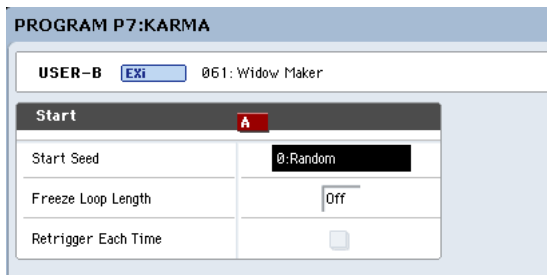 PROGRAM P7:KARMA
USER-B EXi 061: Widow Maker
Start A
Start Seed 0:Random
Freeze Loop Length Off
Retrigger Each Time